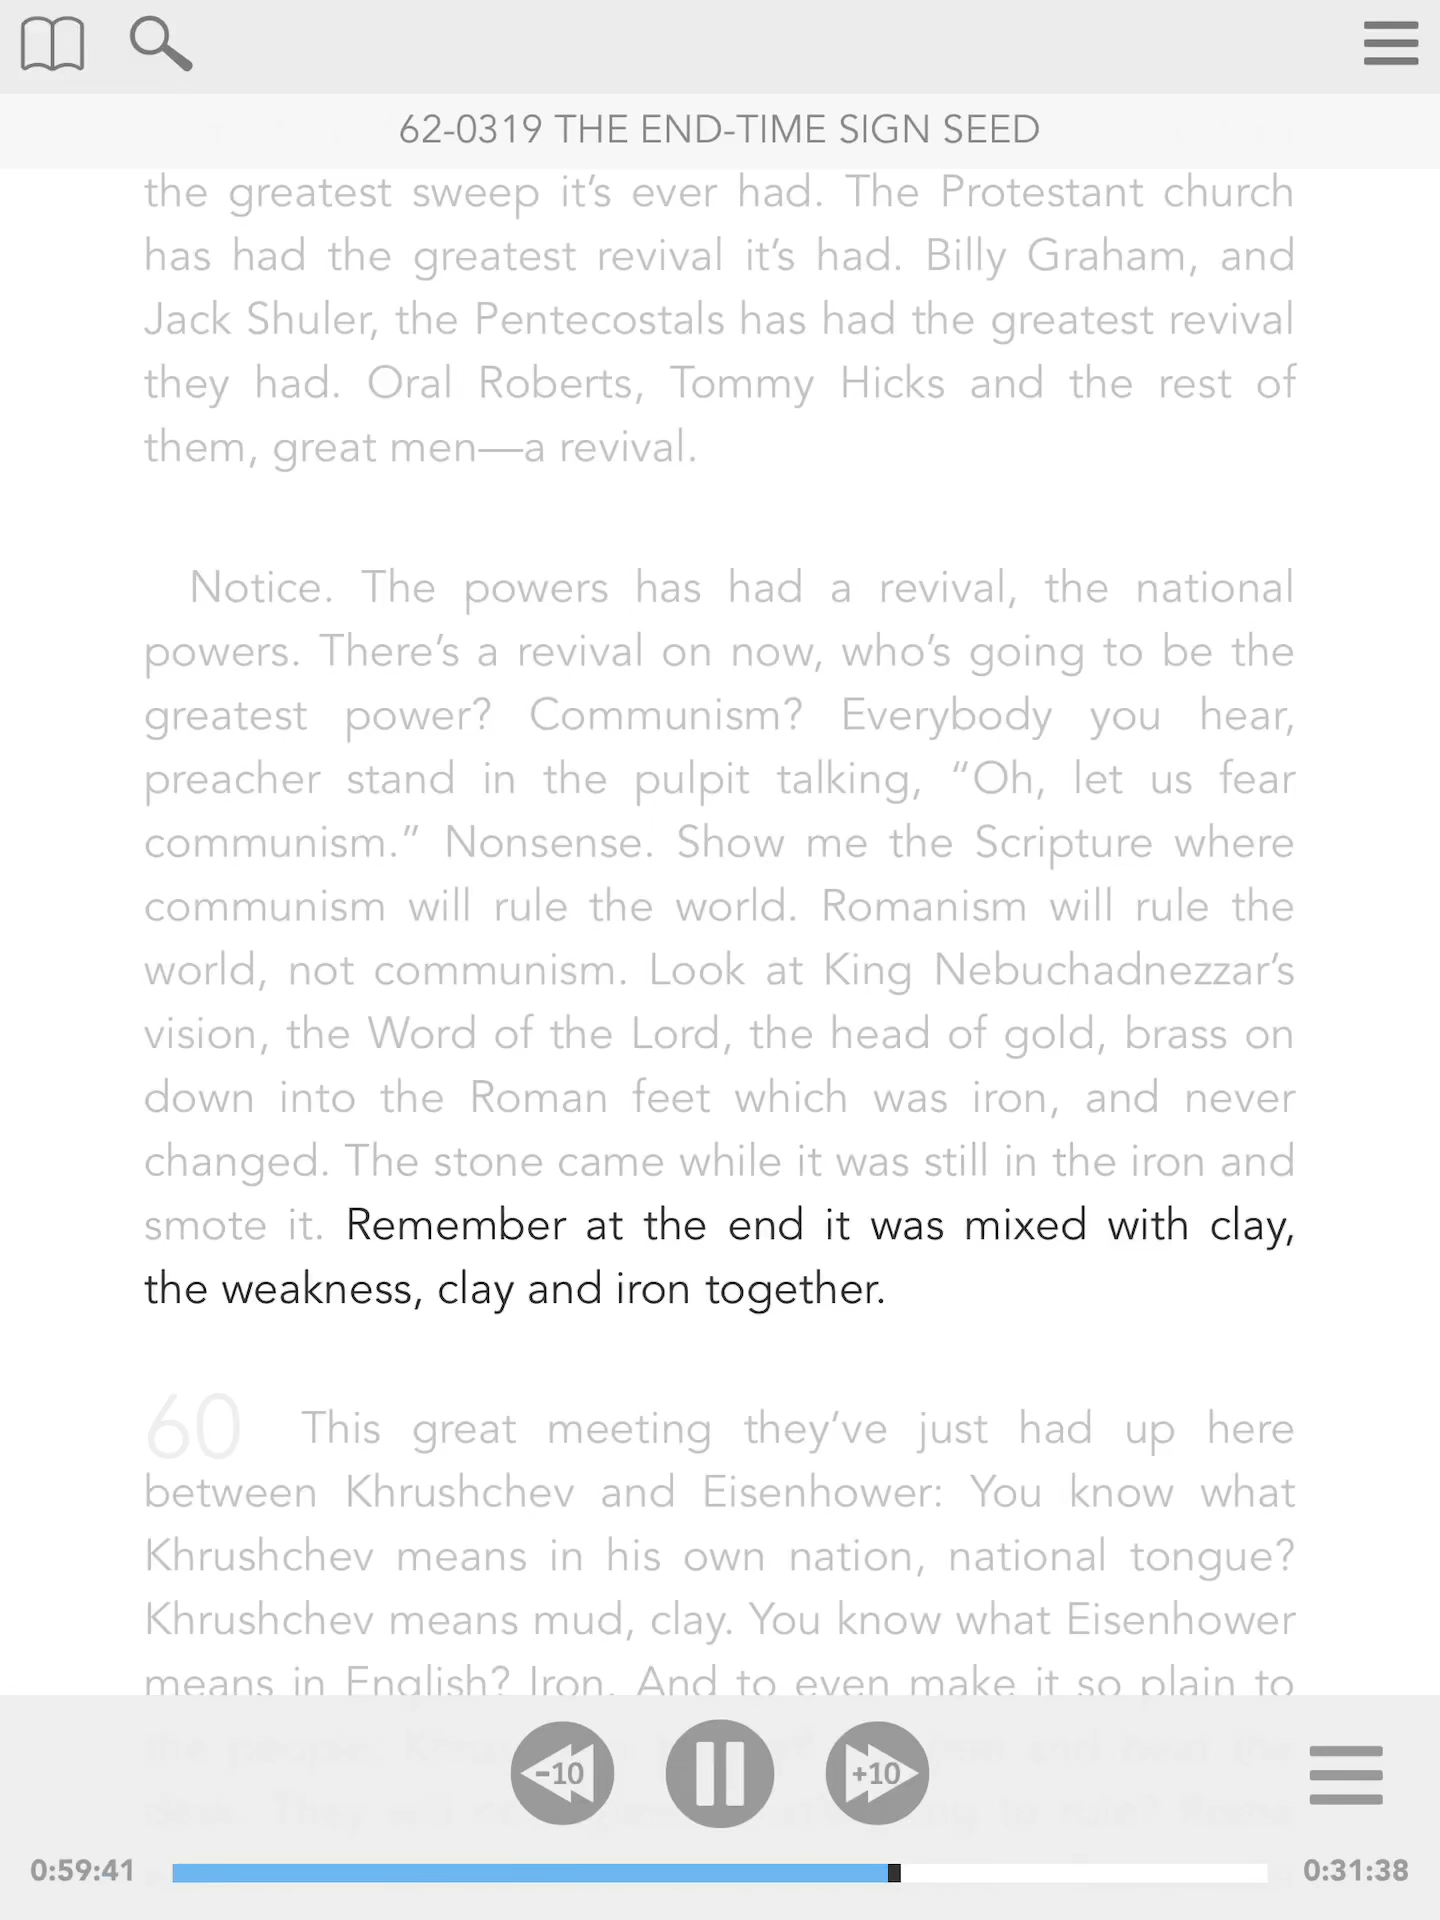 62-0319 THE END-TIME SIGN SEED
the greatest sweep it's ever had. The Protestant church
has had the greatest revival it's had. Billy Graham, and
Jack Shuler, the Pentecostals has had the greatest revival
they had. Oral Roberts, Tommy Hicks and the rest of
them, great men—a revival.
Notice. The powers has had a revival, the national
powers. There's a revival on now, who's going to be the
greatest power? Communism? Everybody you hear,
preacher stand in the pulpit talking, “Oh, let us fear
communism.” Nonsense. Show me the Scripture where
communism will rule the world. Romanism will rule the
world, not communism. Look at King Nebuchadnezzar's
vision, the Word of the Lord, the head of gold, brass on
down into the Roman feet which was iron, and never
changed. The stone came while it was still in the iron and
smote it. Remember at the end it was mixed with clay,
the weakness, clay and iron together.
60 This great meeting they've just had up here
between Khrushchev and Eisenhower: You know what
Khrushchev means in his own nation, national tongue?
Khrushchev means mud, clay. You know what Eisenhower
means in English? Iron. And to even make it so plain to
-10 +10
0:59:41 0:31:38